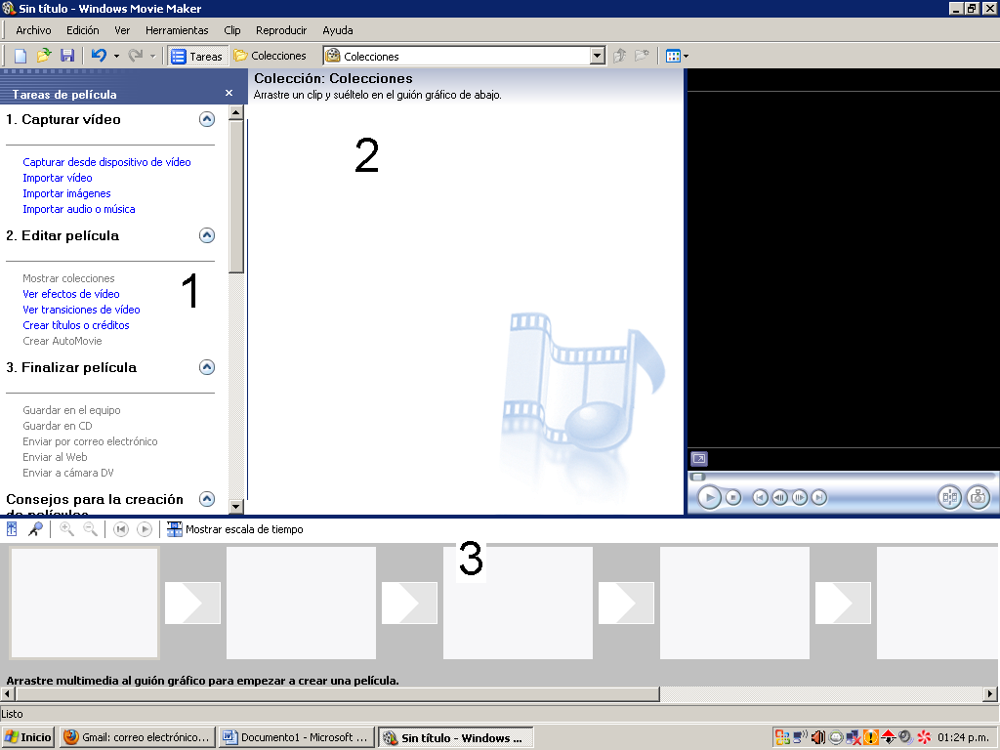 Sin título - Windows Movie Maker
Archivo Edición Ver Herramientas Clip Reproducir Ayuda
Tareas Colecciones Colecciones
Tareas de película
Colección: Colecciones
Arrastre un clip y suéltelo en el guión gráfico de abajo.
1. Capturar vídeo
Capturar desde dispositivo de vídeo
Importar vídeo
Importar imágenes
Importar audio o música
2. Editar película
Mostrar colecciones
Ver efectos de vídeo
Ver transiciones de vídeo
Crear títulos o créditos
Crear AutoMovie
3. Finalizar película
Guardar en el equipo
Guardar en CD
Enviar por correo electrónico
Enviar al Web
Enviar a cámara DV
Consejos para la creación
de películas
1
2
Mostrar escala de tiempo
3
Arrastre multimedia al guión gráfico para empezar a crear una película.
Listo
Inicio Gmail: correo electrónico... Documento1 - Microsoft ... Sin título - Windows ... 01:24 p.m.